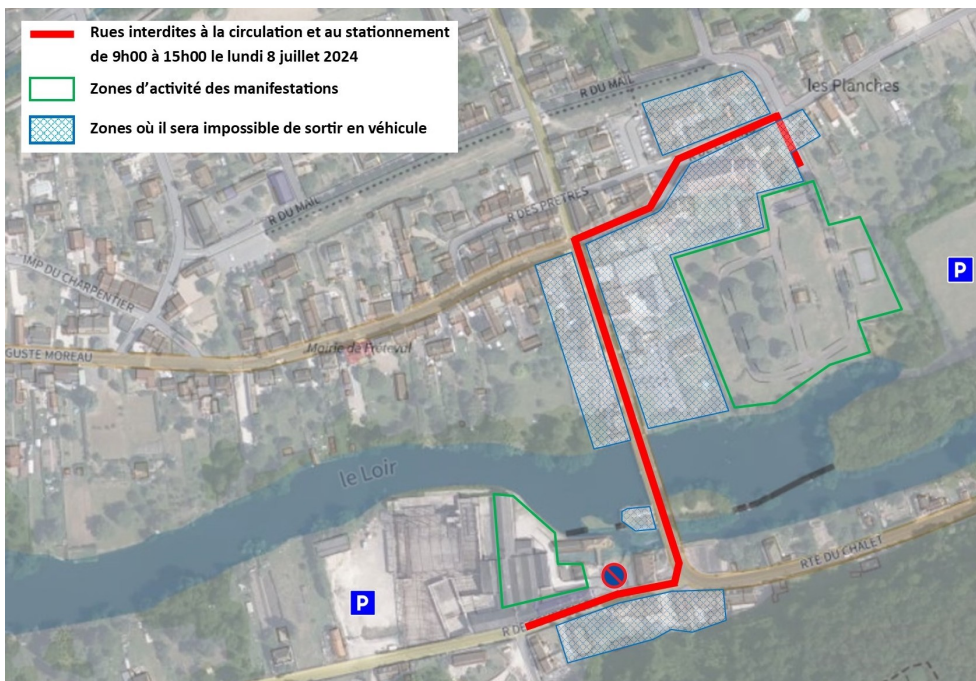 Rues interdites à la circulation et au stationnement
de 9h00 à 15h00 le lundi 8 juillet 2024
Zones d'activité des manifestations
Zones où il sera impossible de sortir en véhicule
les Planches
R DU MAIL
R DES PRETRES
R DU MAIL
IMP DU CHARPENTIER
P
GUSTE MOREAU
Mairie de Fréteval
le Loir
RTE DU CHALET
P
R DE